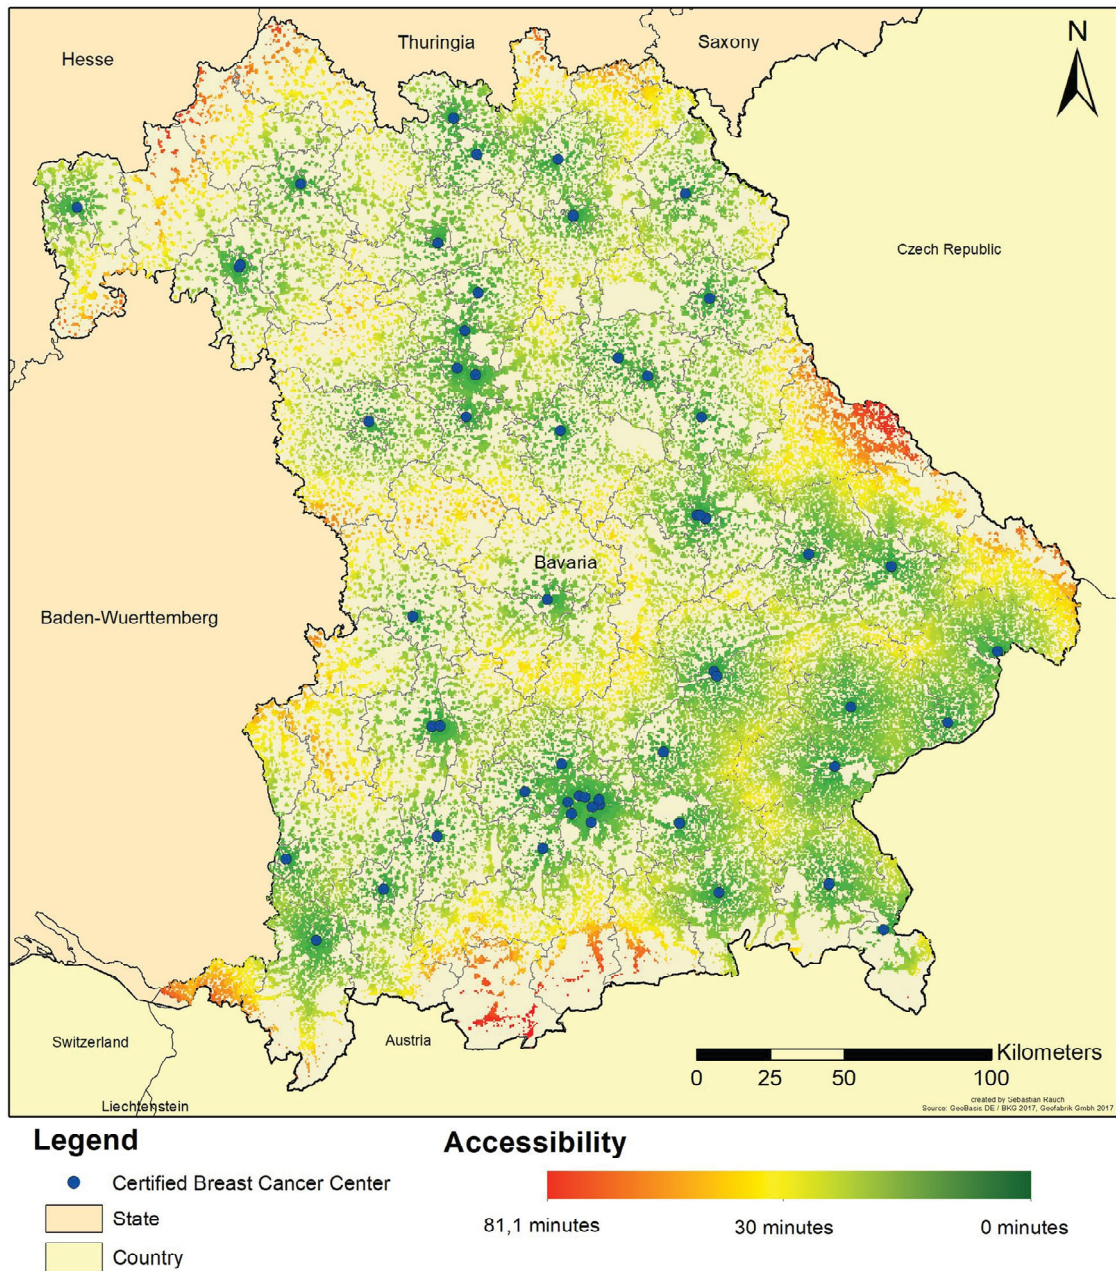 Hesse
Thuringia
Saxony
N
Czech Republic
Bavaria
Baden-Wuerttemberg
Switzerland
Austria
Liechtenstein
Kilometers
0 25 50 100
created by Sebastian Rauch
Source: GeoBasis DE / BKG 2017, Geofabrik Gmbh 2017
Legend
Certified Breast Cancer Center
State
Country
Accessibility
81,1 minutes 30 minutes 0 minutes